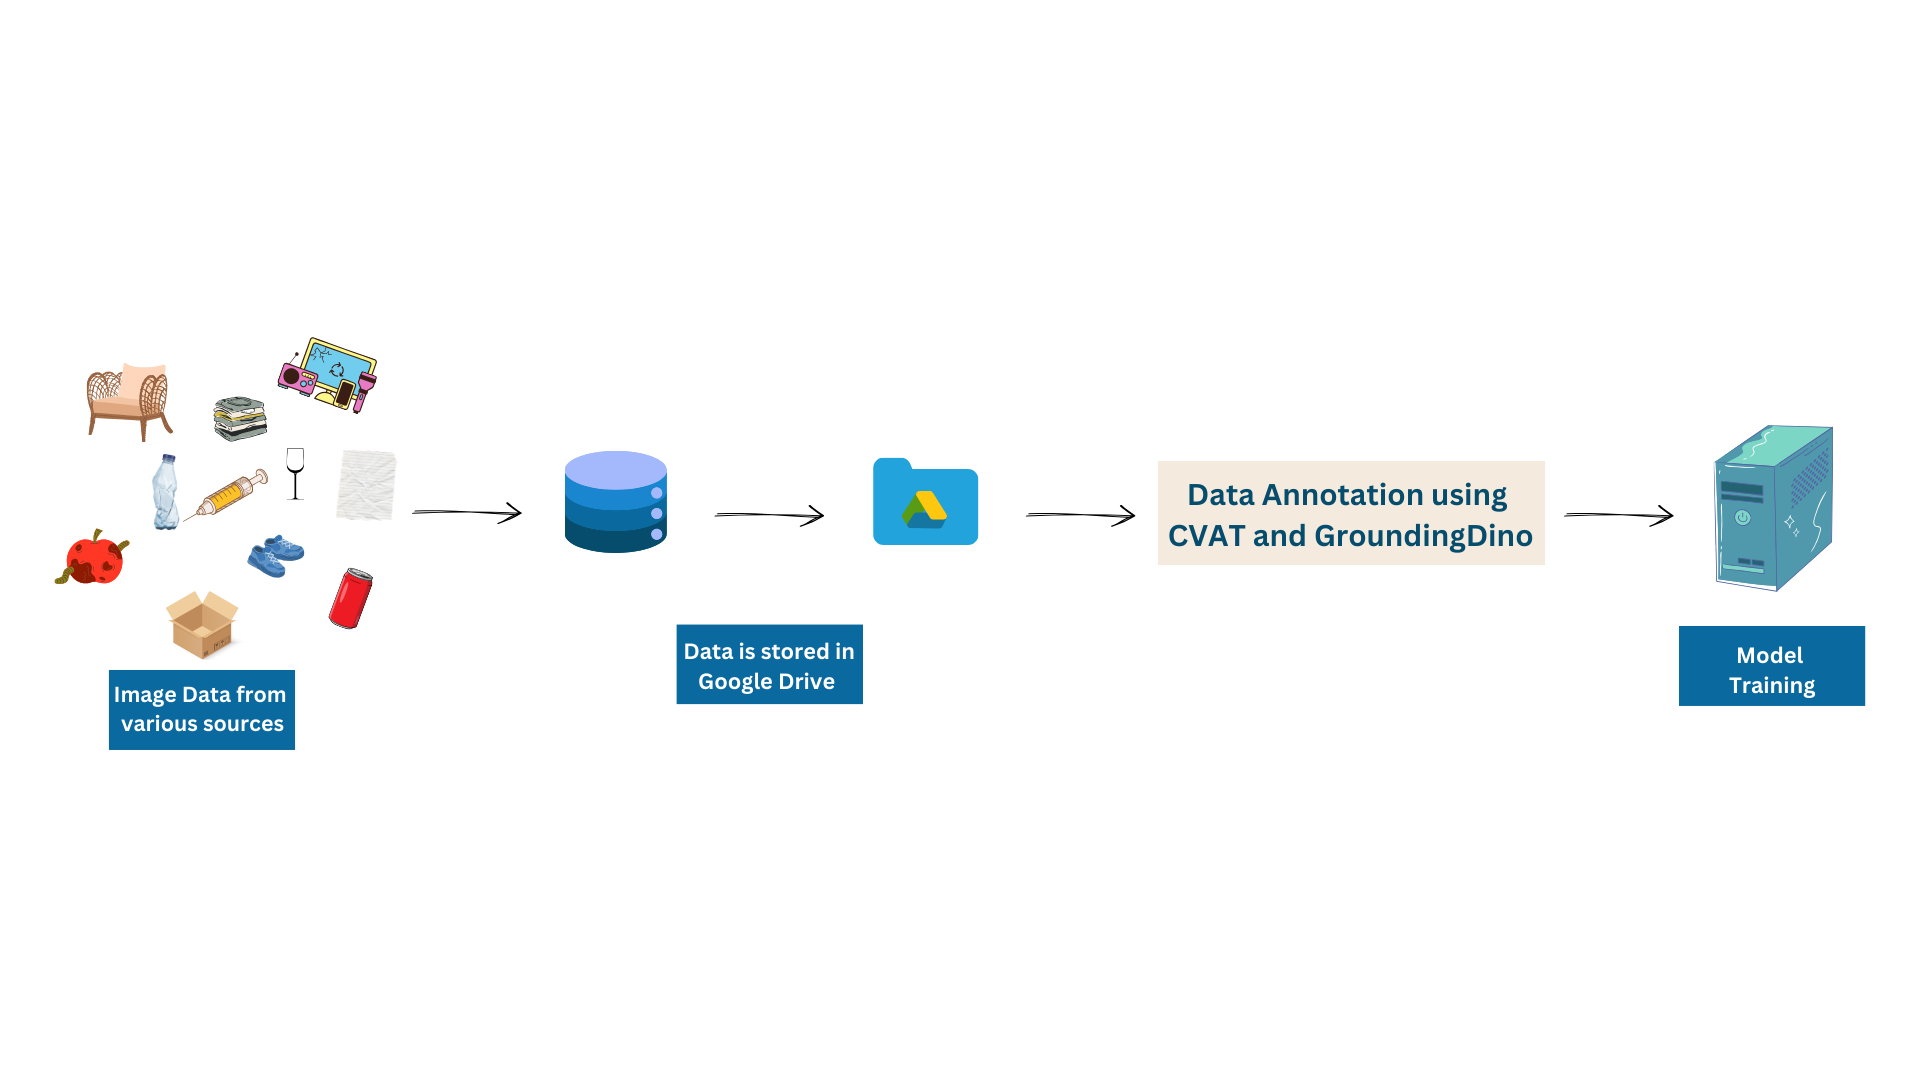 Image Data from
various sources
Data is stored in
Google Drive
Data Annotation using
CVAT and GroundingDino
Model
Training